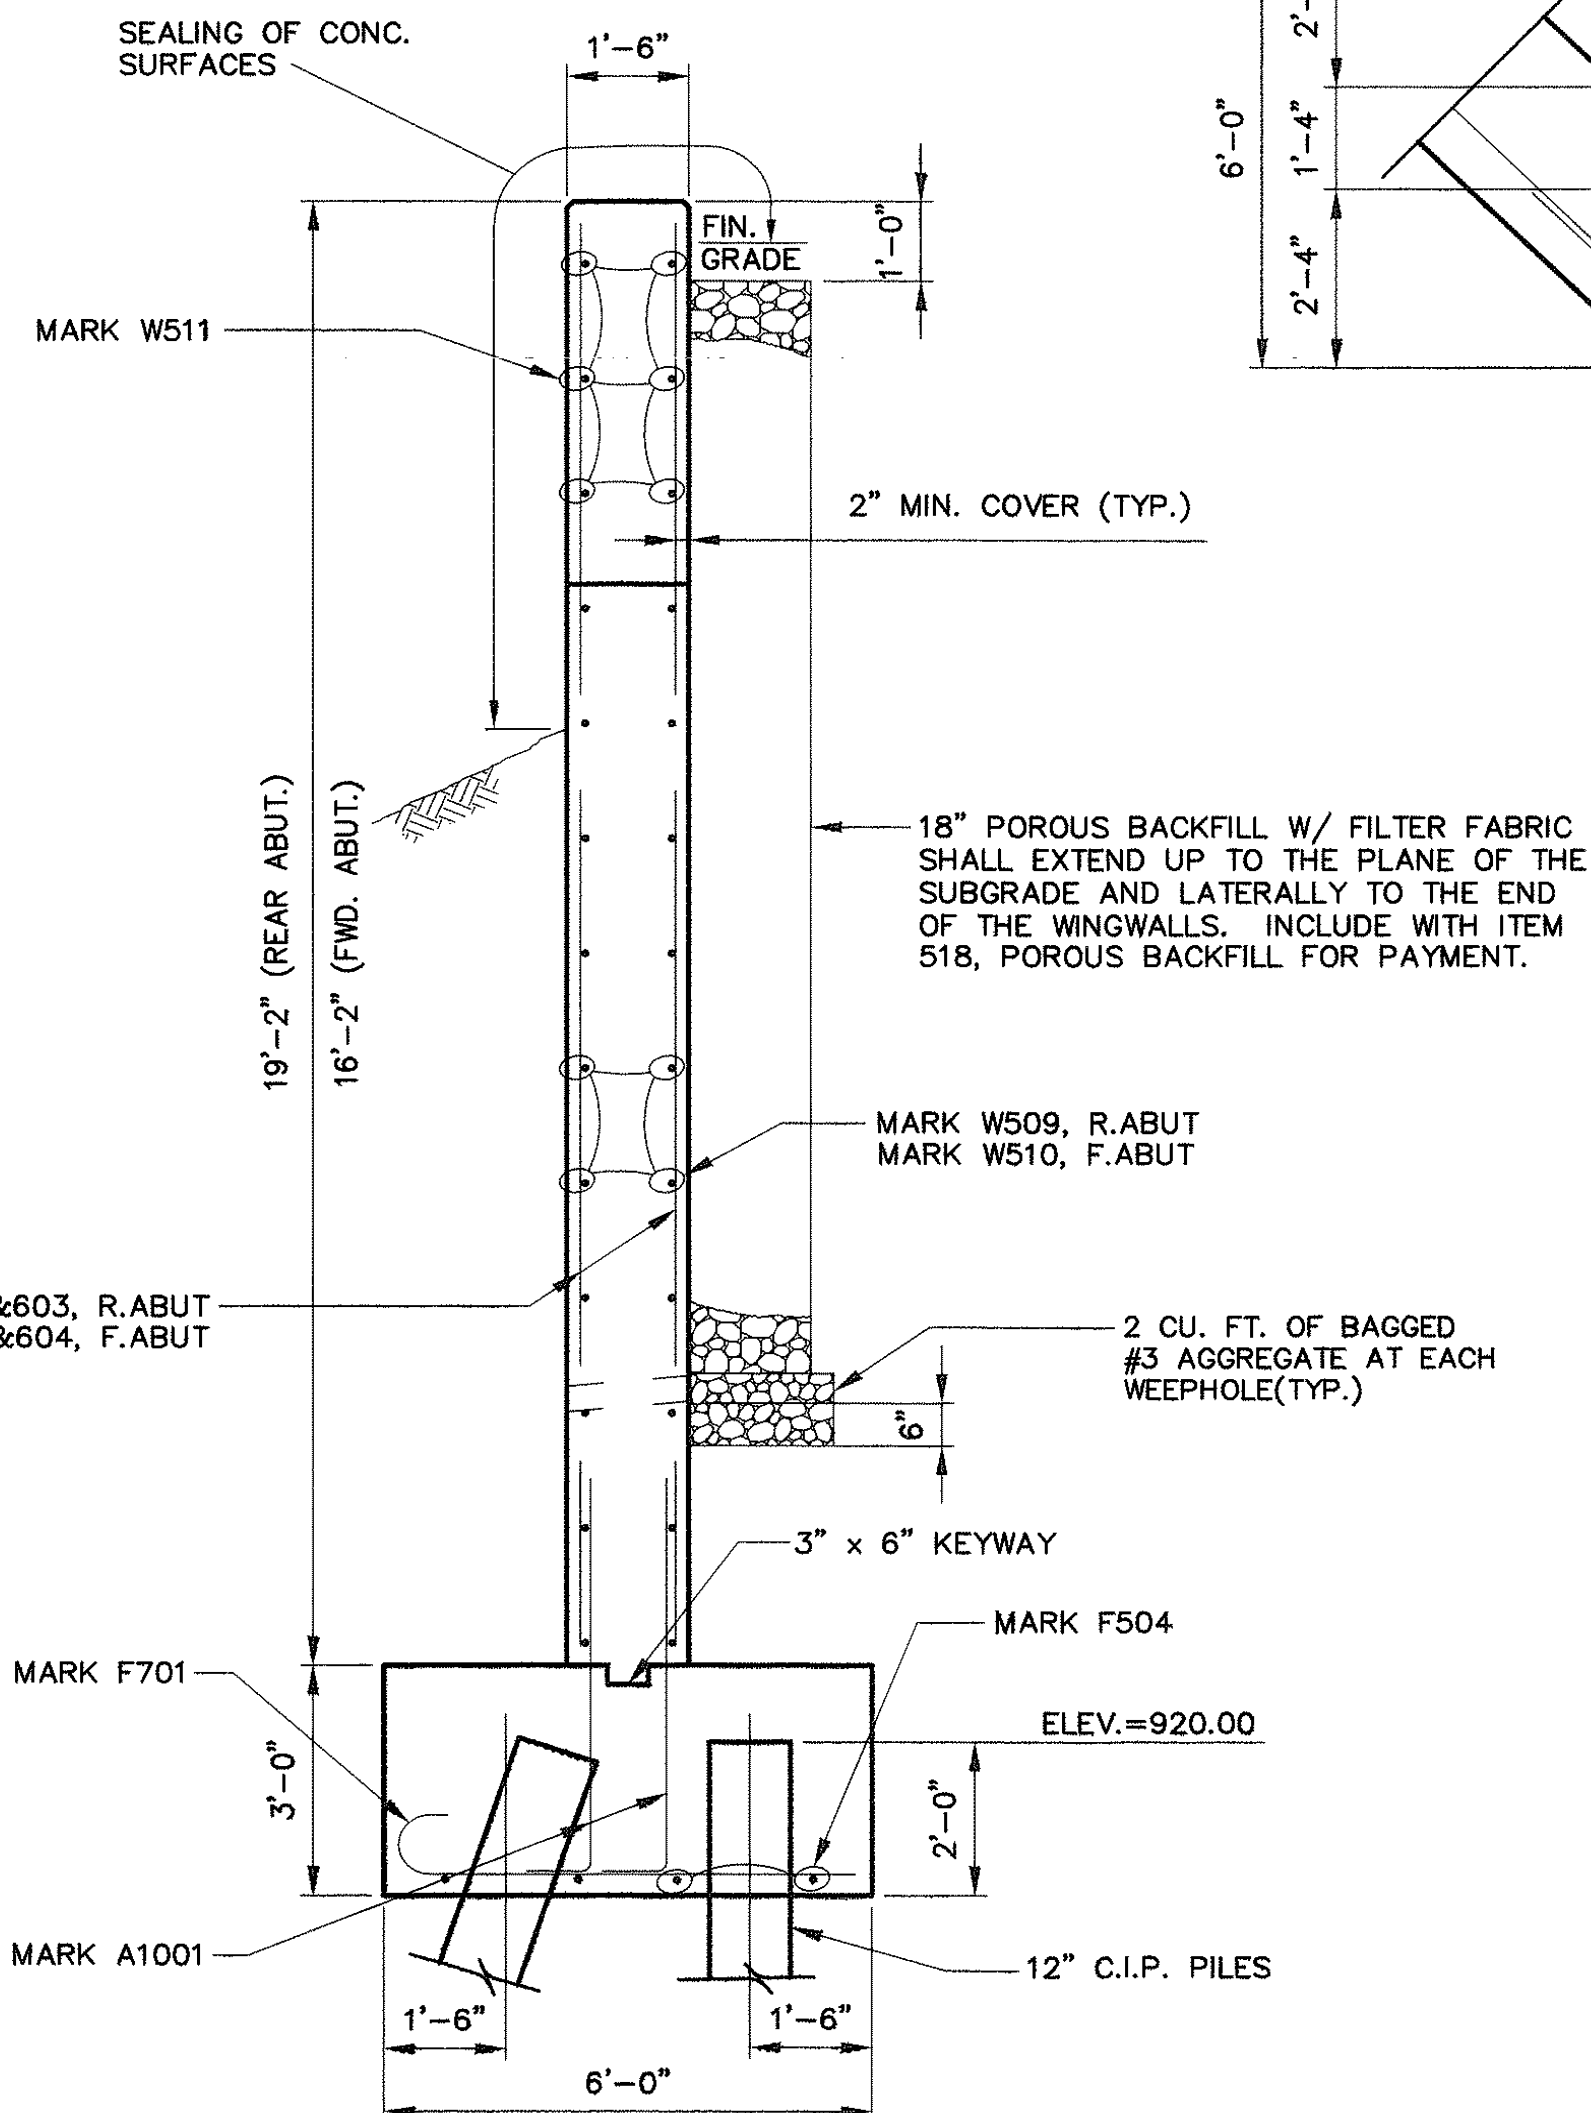 SEALING OF CONC.
SURFACES
1'-6"
2'-
6'-0"
1'-4"
2'-4"
FIN.
GRADE
1'-0"
MARK W511
2" MIN. COVER (TYP.)
19'-2" (REAR ABUT.)
16'-2" (FWD. ABUT.)
18" POROUS BACKFILL W/ FILTER FABRIC
SHALL EXTEND UP TO THE PLANE OF THE
SUBGRADE AND LATERALLY TO THE END
OF THE WINGWALLS. INCLUDE WITH ITEM
518, POROUS BACKFILL FOR PAYMENT.
MARK W509, R.ABUT
MARK W510, F.ABUT
&603, R.ABUT
&604, F.ABUT
2 CU. FT. OF BAGGED
#3 AGGREGATE AT EACH
WEEPHOLE(TYP.)
6"
3" x 6" KEYWAY
MARK F504
MARK F701
ELEV.=920.00
3'-0"
2'-0"
MARK A1001
12" C.I.P. PILES
1'-6"
1'-6"
6'-0"